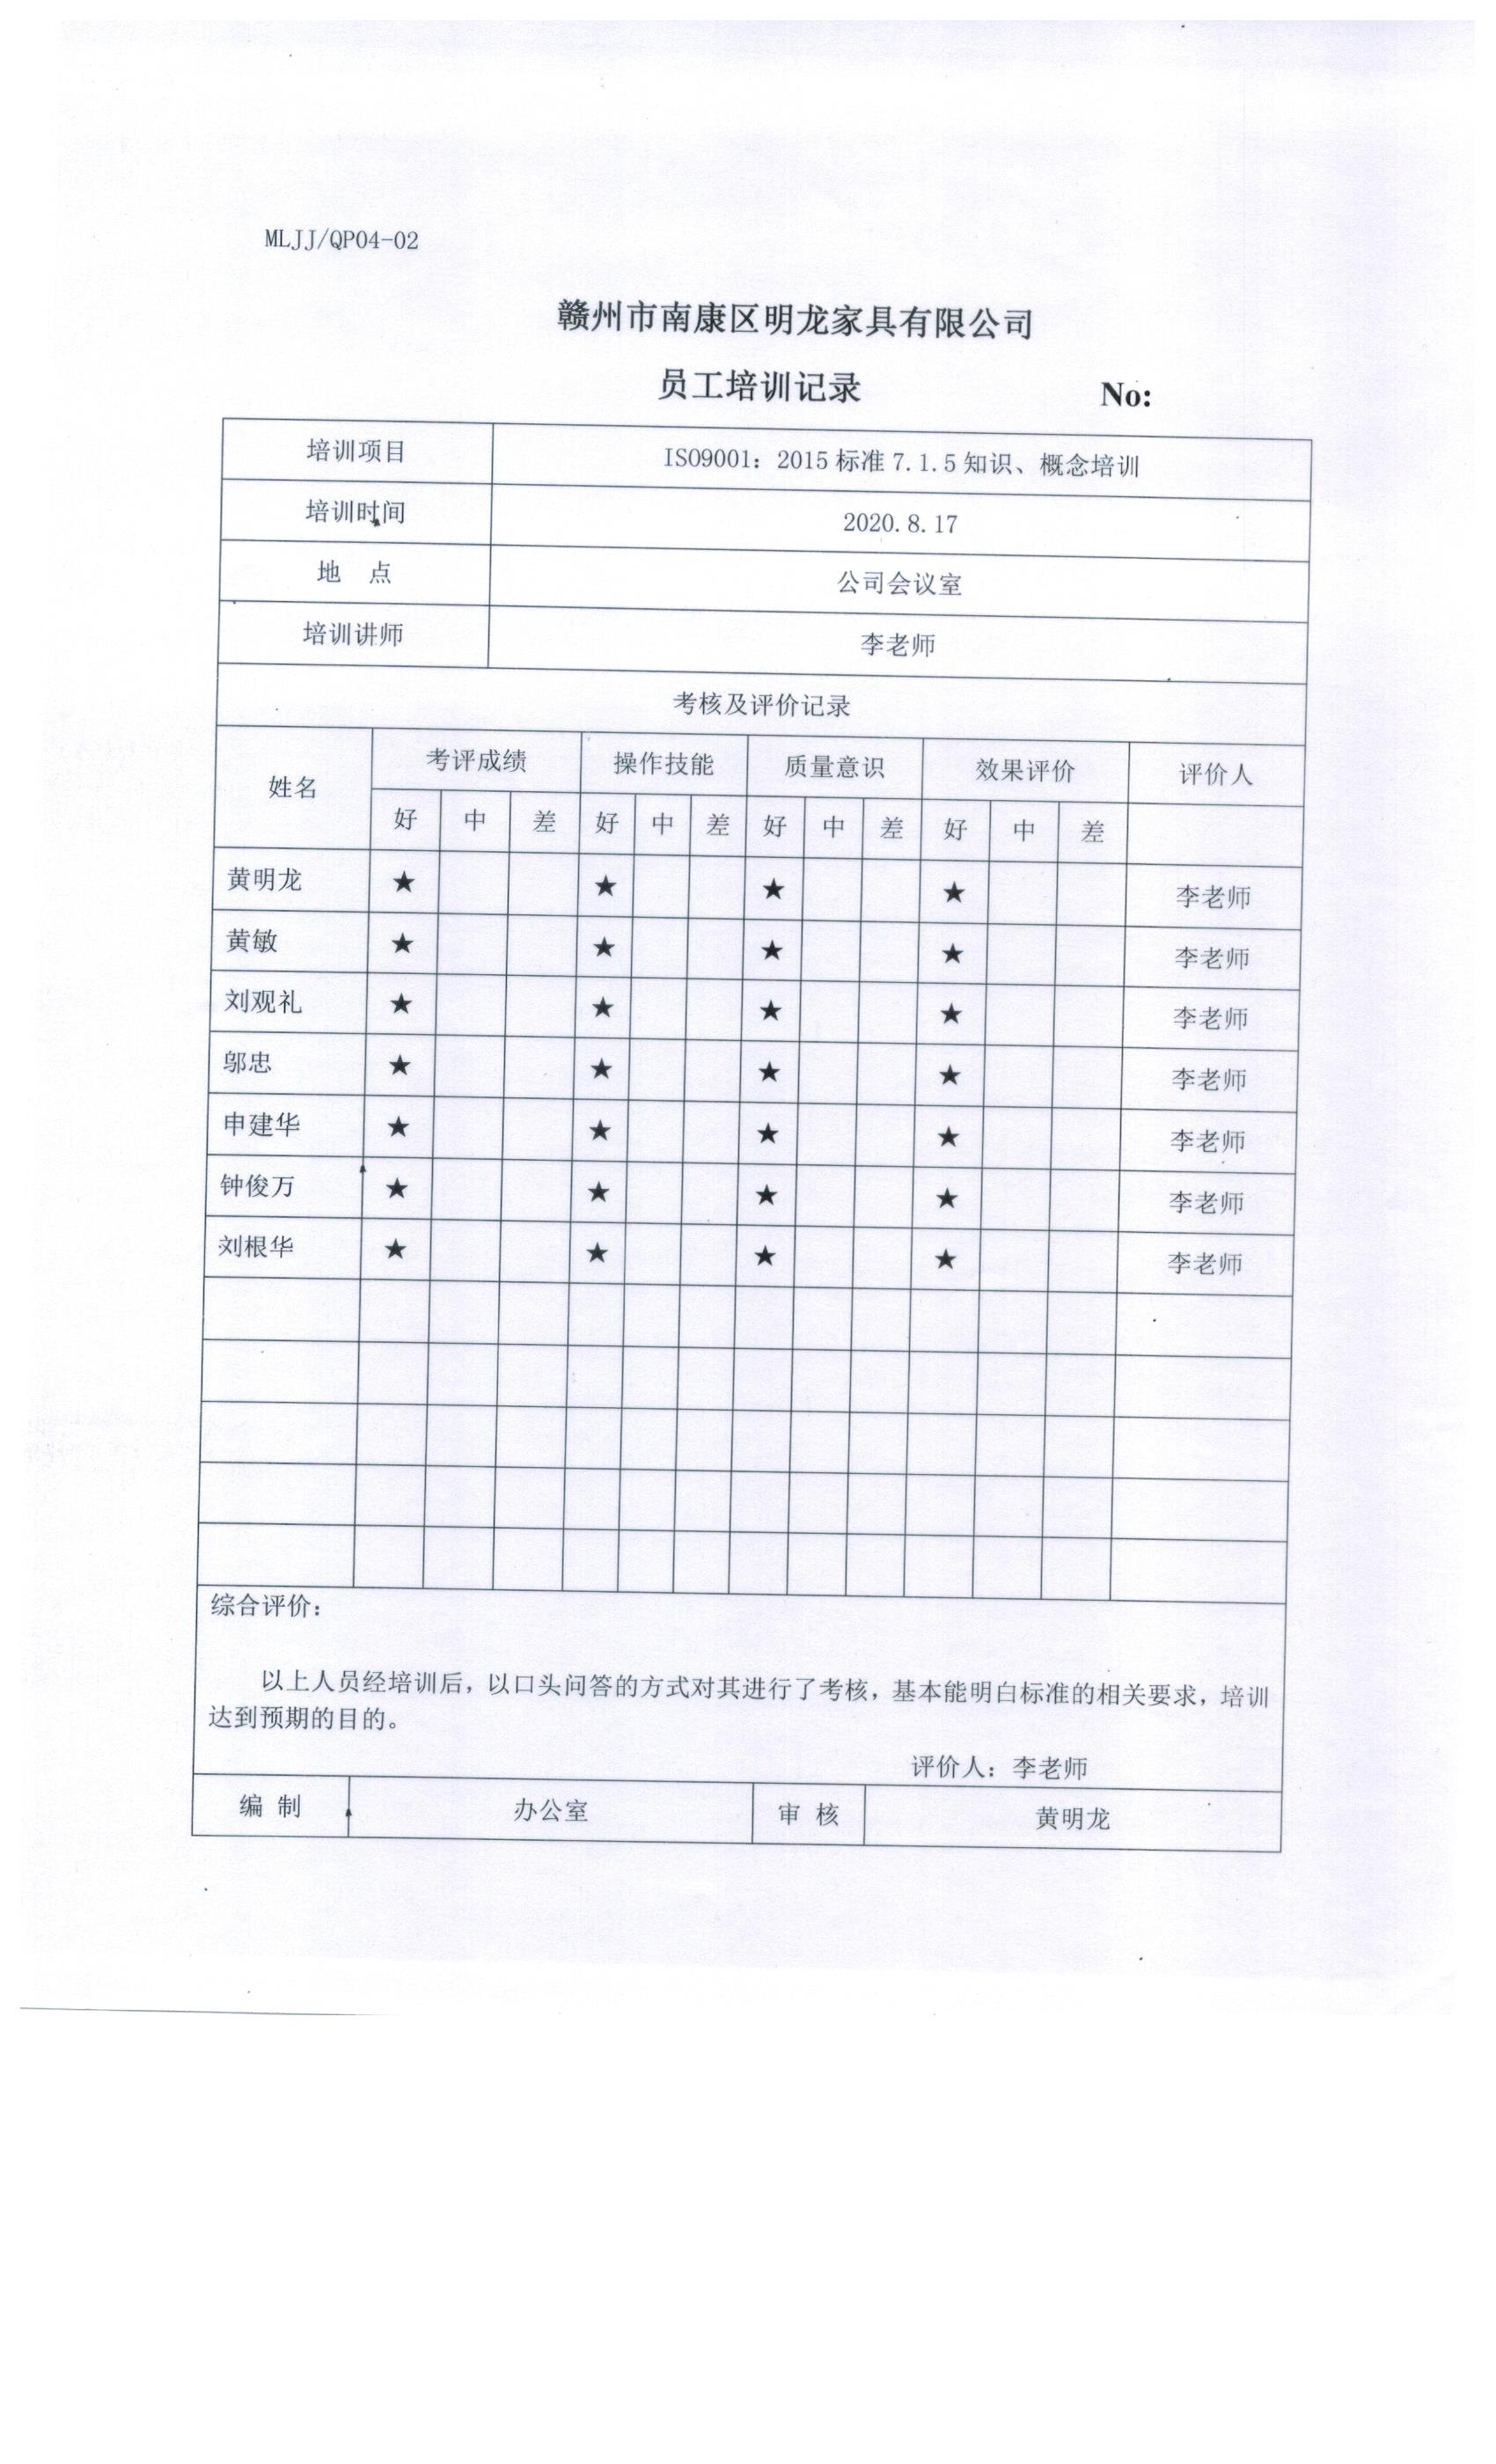 MLJJ/QP04-02
赣州市南康区明龙家具有限公司
员工培训记录 No:
培训项目 ISO9001：2015 标准 7.1.5 知识、概念培训
培训时间 2020.8.17
地 点 公司会议室
培训讲师 李老师
考核及评价记录
姓名 考评成绩 操作技能 质量意识 效果评价 评价人
好 中 差 好 中 差 好 中 差 好 中 差
黄明龙 ★ ★ ★ ★ 李老师
黄敏 ★ ★ ★ ★ 李老师
刘观礼 ★ ★ ★ ★ 李老师
邬忠 ★ ★ ★ ★ 李老师
申建华 ★ ★ ★ ★ 李老师
钟俊万 ★ ★ ★ ★ 李老师
刘根华 ★ ★ ★ ★ 李老师
综合评价：
以上人员经培训后，以口头问答的方式对其进行了考核，基本能明白标准的相关要求，培训
达到预期的目的。
评价人：李老师
编 制 办公室 审 核 黄明龙